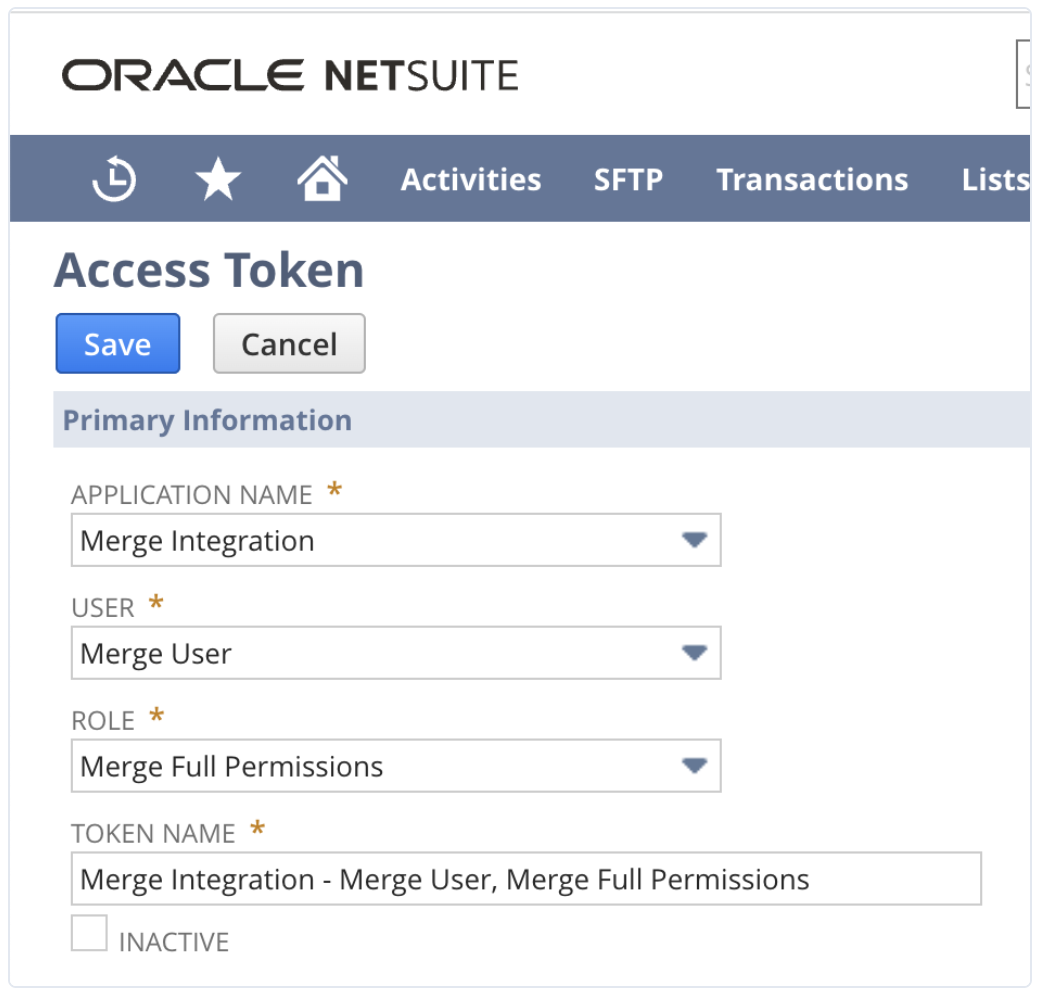 ORACLE NETSUITE
Activities SFTP Transactions Lists
Access Token
Save Cancel
Primary Information
APPLICATION NAME *
Merge Integration
USER *
Merge User
ROLE *
Merge Full Permissions
TOKEN NAME *
Merge Integration - Merge User, Merge Full Permissions
INACTIVE